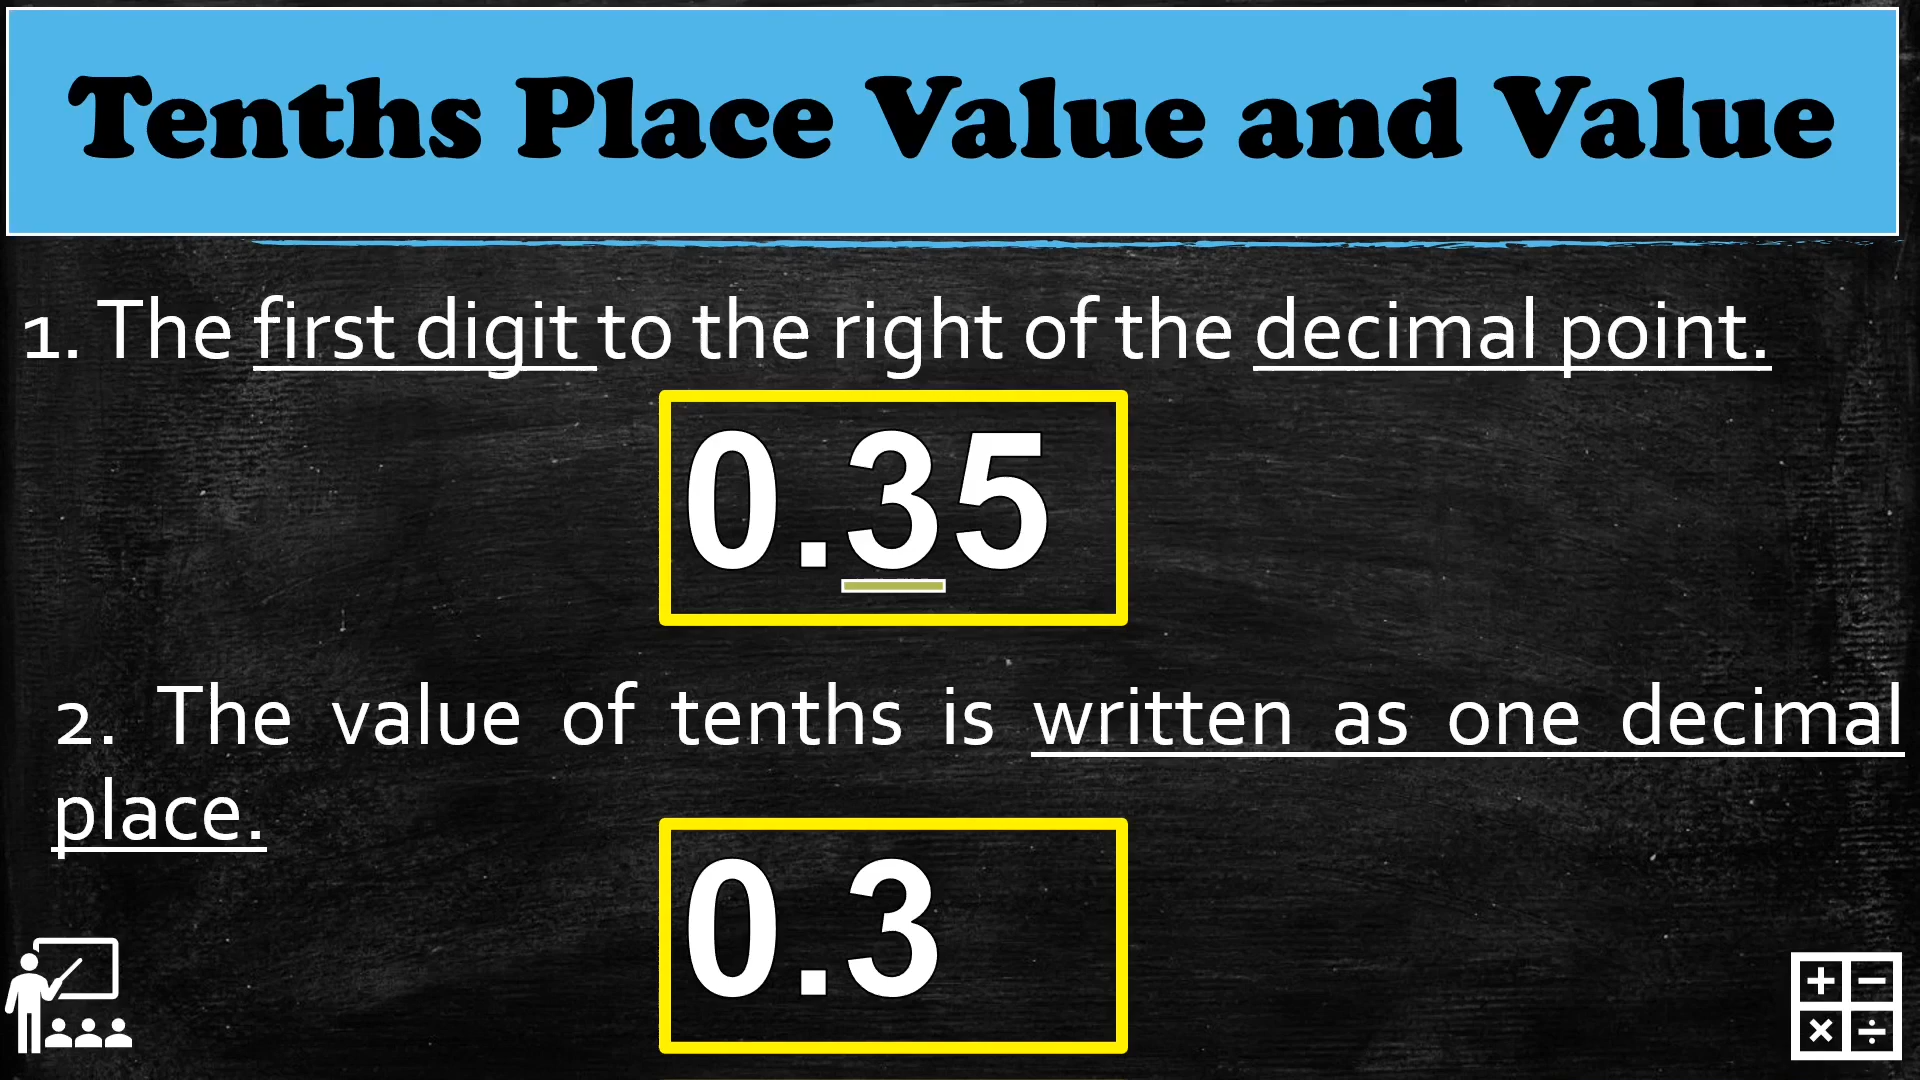 Tenths Place Value and Value
1. The first digit to the right of the decimal point.
0.35
2. The value of tenths is written as one decimal
place.
0.3
+ −
× ÷